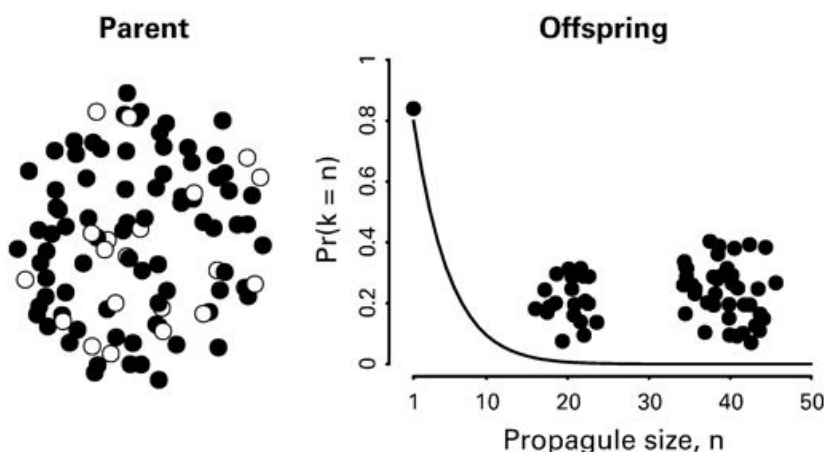 Parent
Offspring
Pr(k = n)
1
0.8
0.6
0.4
0.2
0
1 10 20 30 40 50
Propagule size, n